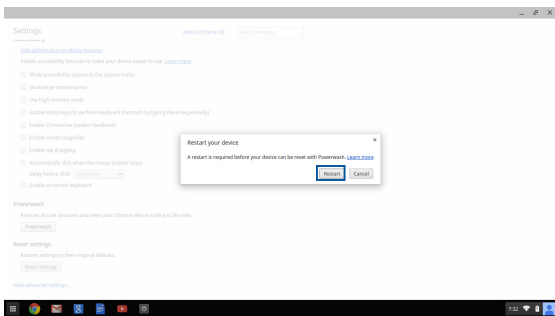 Settings
About Chrome OS
Search settings
Accessibility
Add additional accessibility features
Enable accessibility features to make your device easier to use. Learn more
Show accessibility options in the system menu
Show large mouse cursor
Use high contrast mode
Enable sticky keys (to perform keyboard shortcuts by typing them sequentially)
Enable ChromeVox (spoken feedback)
Enable screen magnifier
Enable tap dragging
Automatically click when the mouse pointer stops
Delay before click:
Enable on-screen keyboard
Restart your device
A restart is required before your device can be reset with Powerwash. Learn more
Restart
Cancel
Powerwash
Remove all user accounts and reset your Chrome device to be just like new.
Powerwash
Reset settings
Restore settings to their original defaults.
Reset settings
Hide advanced settings...
7:32